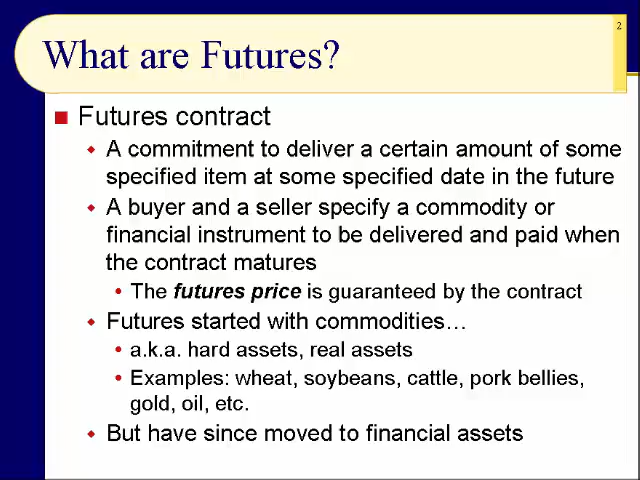 2
What are Futures?
Futures contract
A commitment to deliver a certain amount of some
specified item at some specified date in the future
A buyer and a seller specify a commodity or
financial instrument to be delivered and paid when
the contract matures
The futures price is guaranteed by the contract
Futures started with commodities…
a.k.a. hard assets, real assets
Examples: wheat, soybeans, cattle, pork bellies,
gold, oil, etc.
But have since moved to financial assets